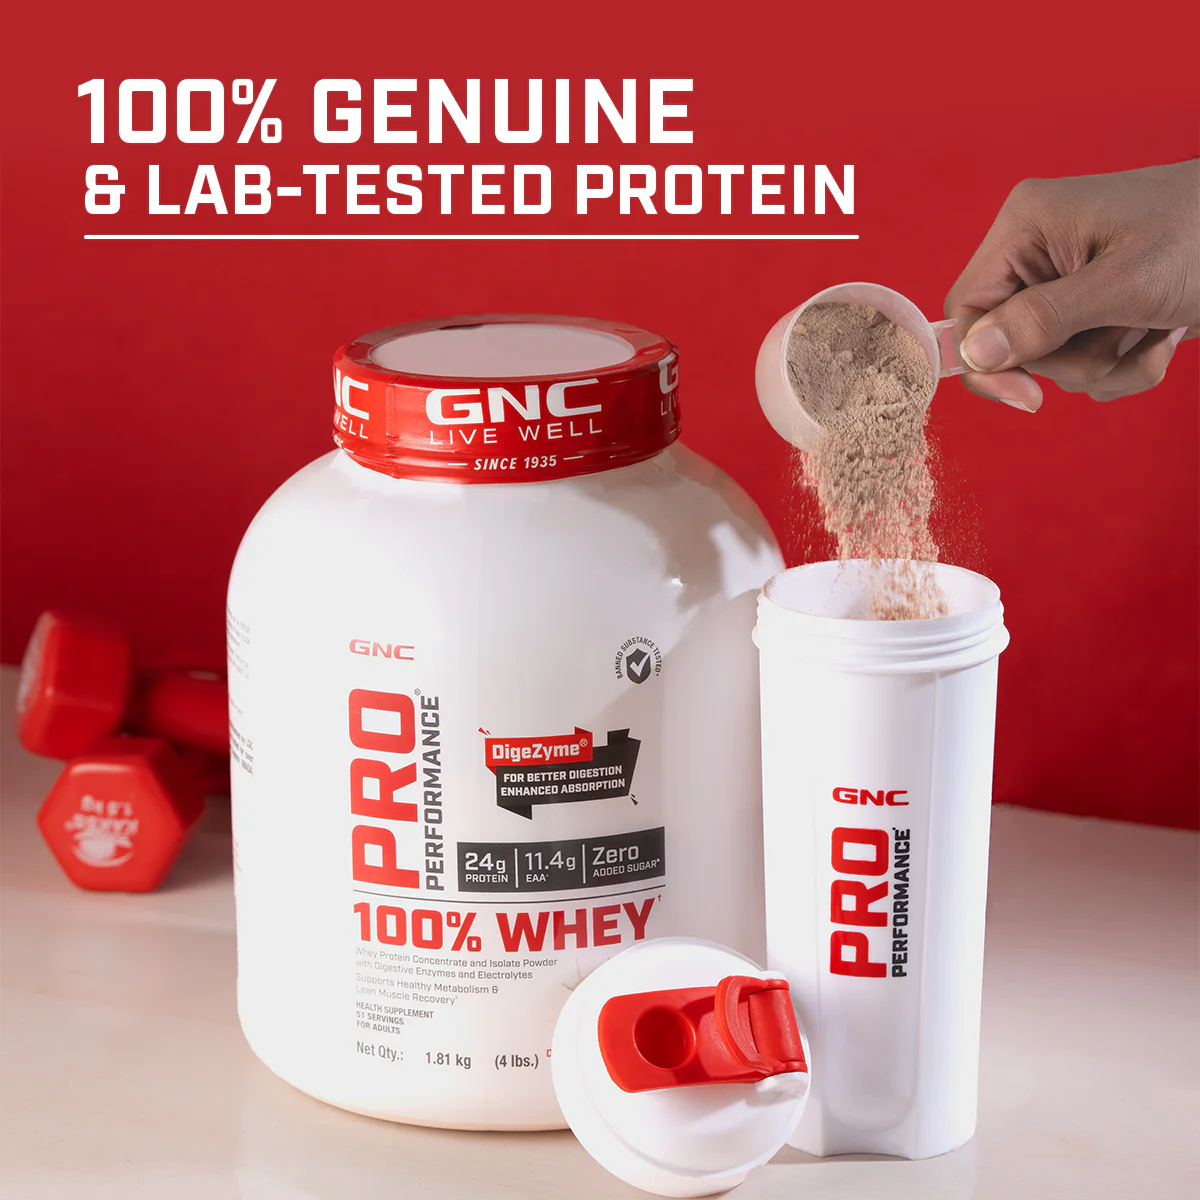 100% GENUINE
& LAB-TESTED PROTEIN
GNC
LIVE WELL
SINCE 1935
GNC
PRO
PERFORMANCE
BANNED SUBSTANCE TESTED
DigeZyme®
FOR BETTER DIGESTION
ENHANCED ABSORPTION
24g PROTEIN
11.4g EAA
Zero ADDED SUGAR
100% WHEY
Whey Protein Concentrate and Isolate Powder
with Digestive Enzymes and Electrolytes
Supports Healthy Metabolism &
Lean Muscle Recovery
HEALTH SUPPLEMENT
51 SERVINGS
FOR ADULTS
Net Qty.: 1.81 kg (4 lbs.)
GNC
PRO
PERFORMANCE